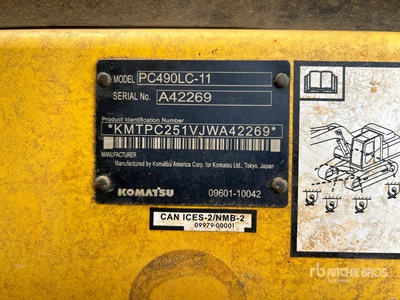 MODEL PC490LC-11
SERIAL No. A42269
Product Identification Number
*KMTPC251VJWA42269*
MANUFACTURER
Manufactured by Komatsu America Corp. for Komatsu Ltd., Tokyo, Japan
KOMATSU 09601-10042
CAN ICES-2/NMB-2
09979-00001
rb RITCHIE BROS